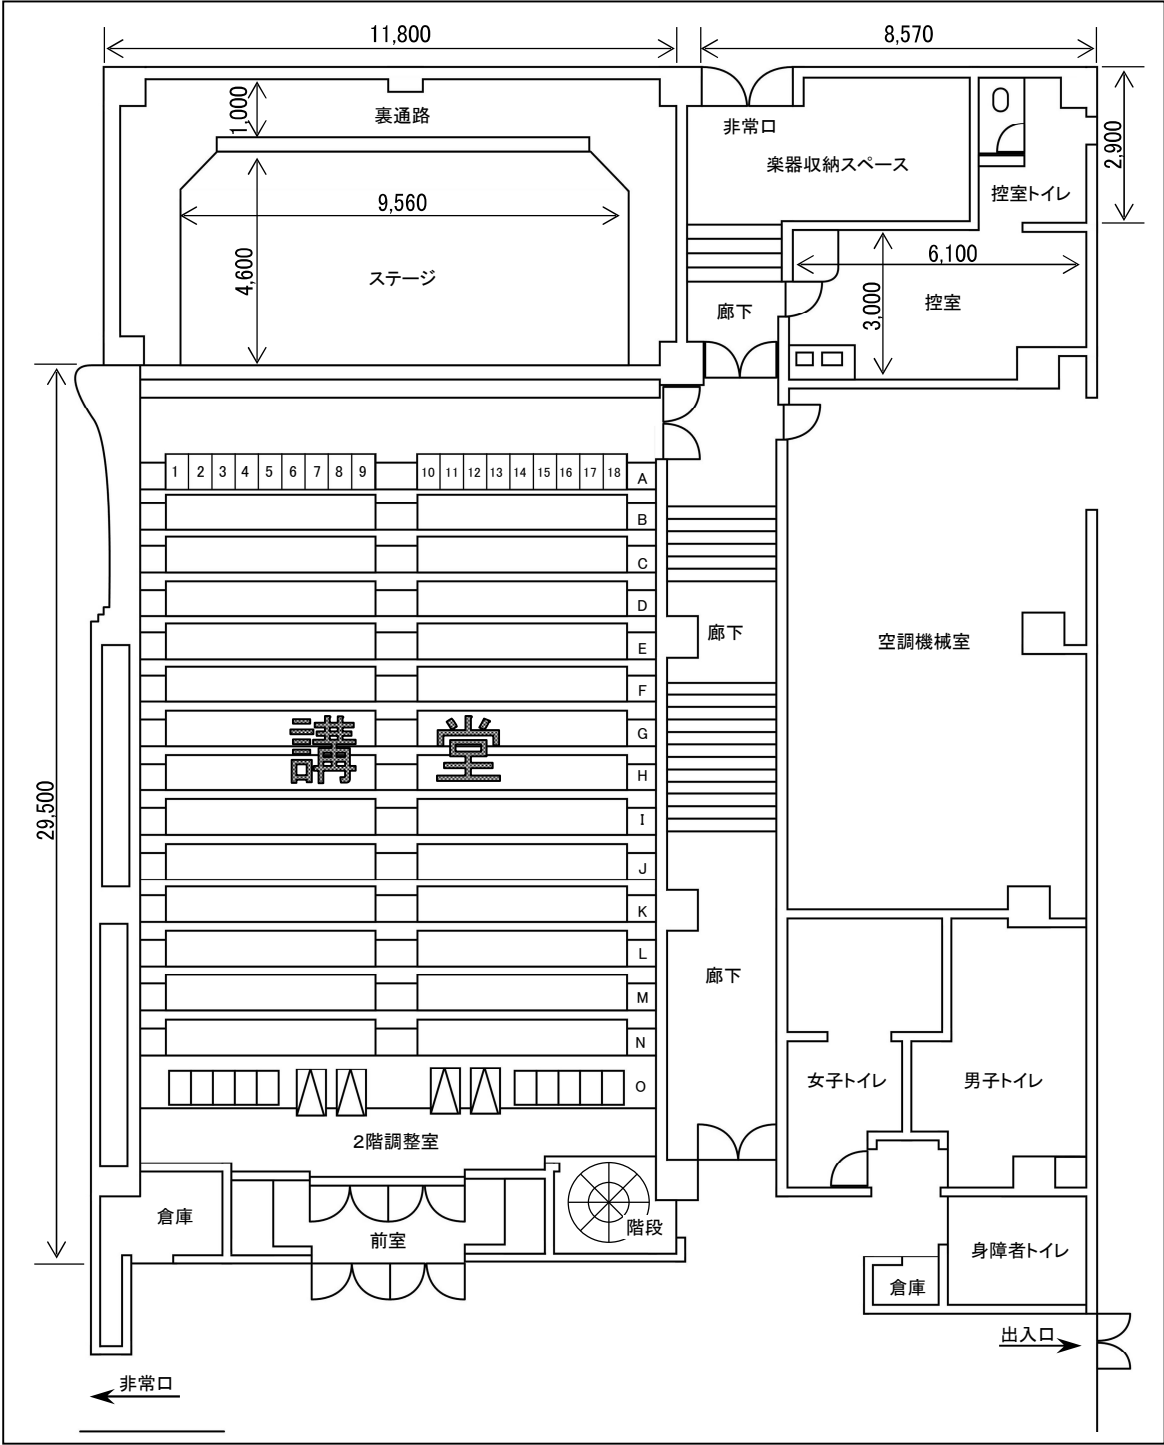 11,800
8,570
1,000
裏通路
非常口
楽器収納スペース
2,900
控室トイレ
9,560
4,600
ステージ
6,100
3,000
控室
廊下
1 2 3 4 5 6 7 8 9 10 11 12 13 14 15 16 17 18 A
B
C
D
廊下
E
空調機械室
F
G
講堂
H
29,500
I
J
K
L
廊下
M
N
O
女子トイレ
男子トイレ
2階調整室
倉庫
前室
階段
身障者トイレ
倉庫
出入口
非常口